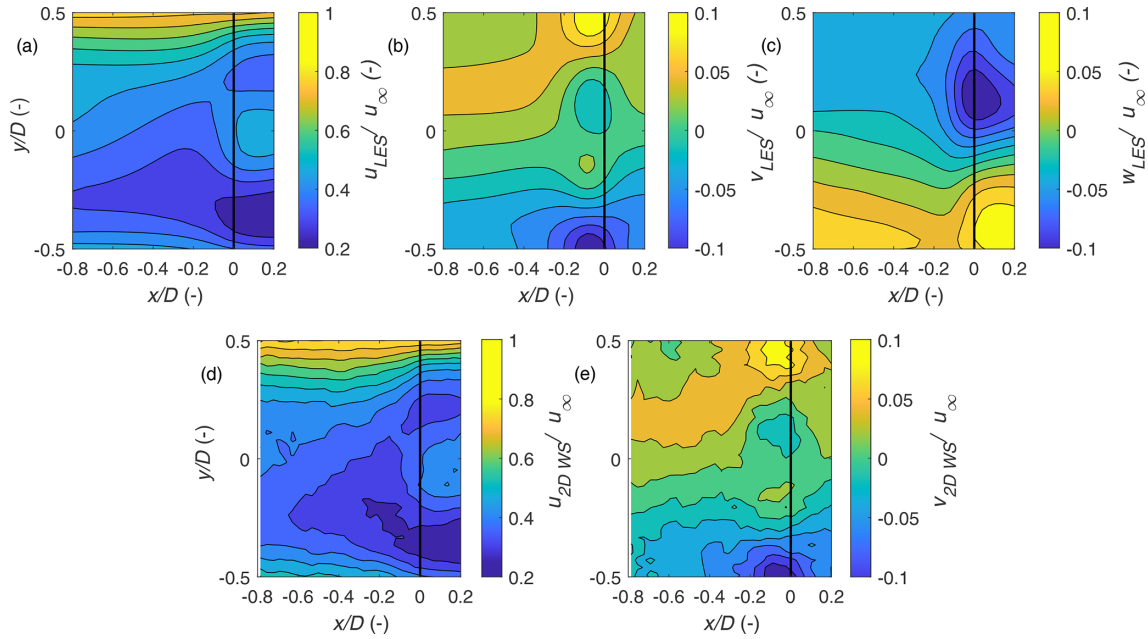 (a)
0.5
0
-0.5
y/D (-)
-0.8 -0.6 -0.4 -0.2 0 0.2
x/D (-)
1
0.8
0.6
0.4
0.2
u_LES / u_∞ (-)
(b)
0.5
0
-0.5
-0.8 -0.6 -0.4 -0.2 0 0.2
x/D (-)
0.1
0.05
0
-0.05
-0.1
v_LES / u_∞ (-)
(c)
0.5
0
-0.5
-0.8 -0.6 -0.4 -0.2 0 0.2
x/D (-)
0.1
0.05
0
-0.05
-0.1
w_LES / u_∞ (-)
(d)
0.5
0
-0.5
y/D (-)
-0.8 -0.6 -0.4 -0.2 0 0.2
x/D (-)
1
0.8
0.6
0.4
0.2
u_2D WS / u_∞
(e)
0.5
0
-0.5
-0.8 -0.6 -0.4 -0.2 0 0.2
x/D (-)
0.1
0.05
0
-0.05
-0.1
v_2D WS / u_∞